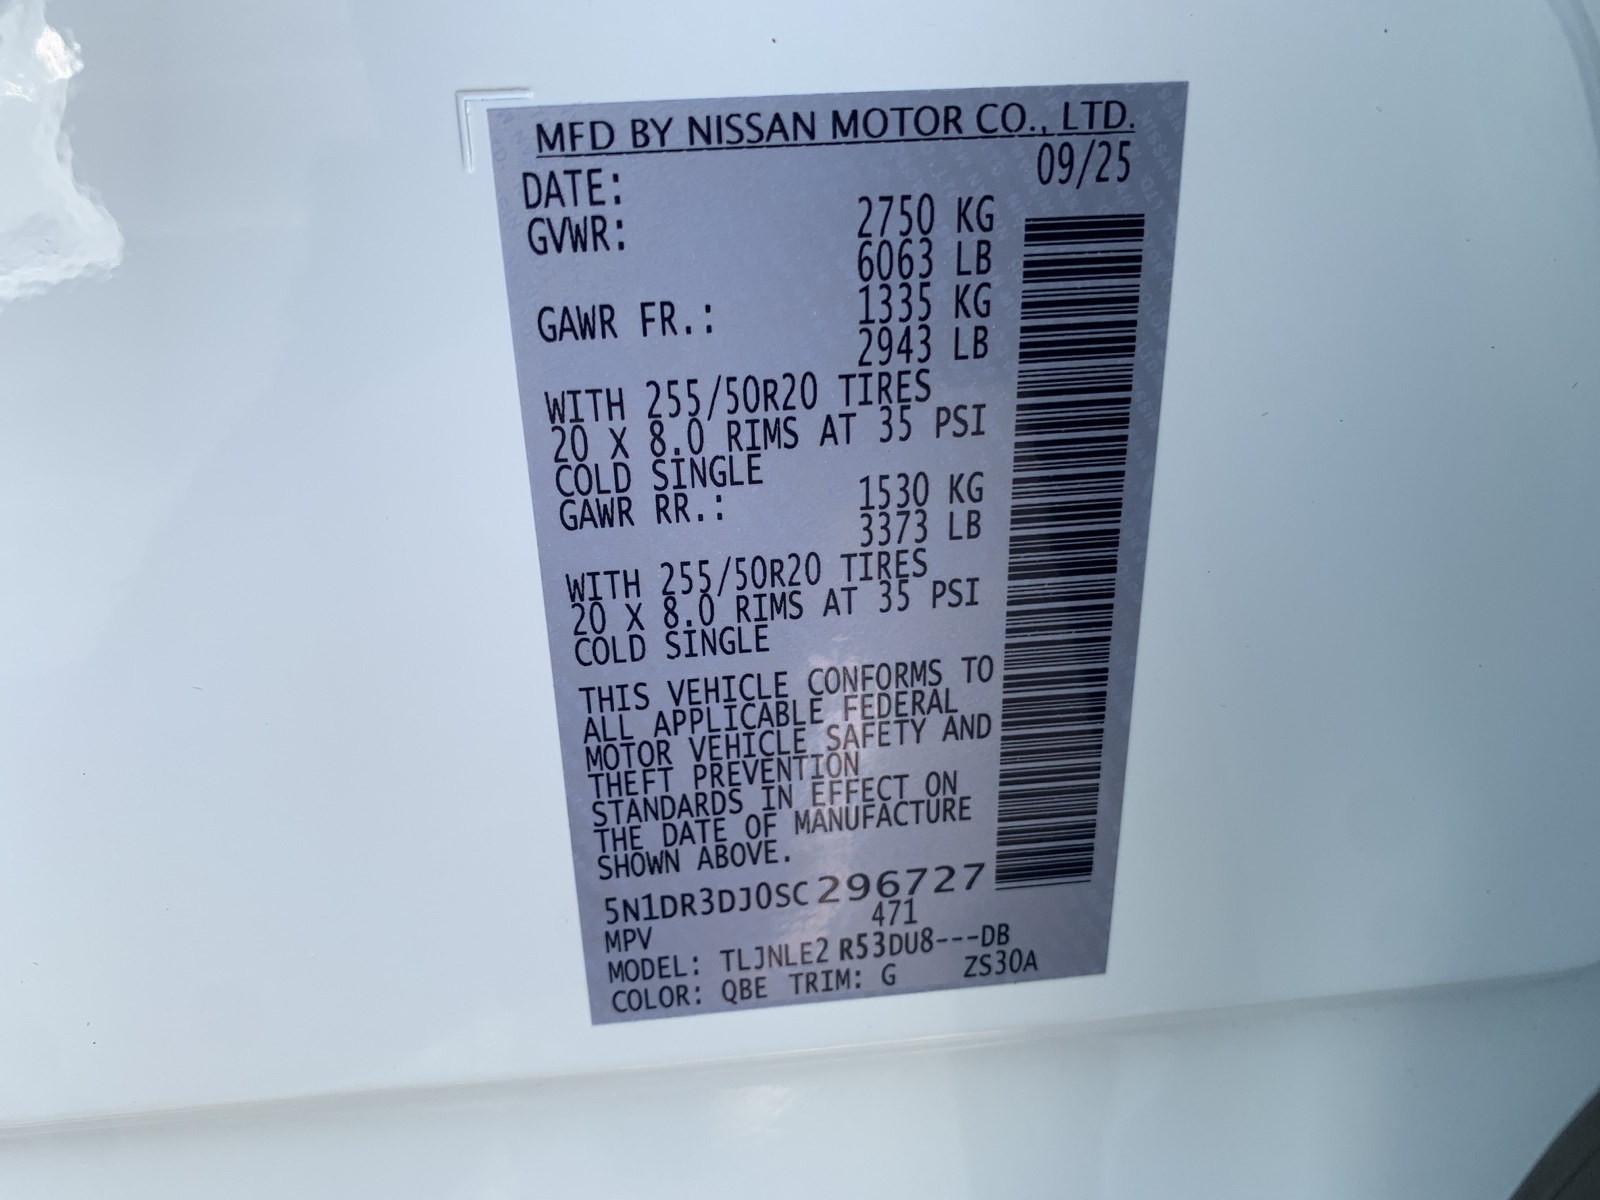 MFD BY NISSAN MOTOR CO., LTD.
DATE: 09/25
GVWR: 2750 KG
6063 LB
GAWR FR.: 1335 KG
2943 LB
WITH 255/50R20 TIRES
20 X 8.0 RIMS AT 35 PSI
COLD SINGLE
GAWR RR.: 1530 KG
3373 LB
WITH 255/50R20 TIRES
20 X 8.0 RIMS AT 35 PSI
COLD SINGLE
THIS VEHICLE CONFORMS TO
ALL APPLICABLE FEDERAL
MOTOR VEHICLE SAFETY AND
THEFT PREVENTION
STANDARDS IN EFFECT ON
THE DATE OF MANUFACTURE
SHOWN ABOVE.
5N1DR3DJ0SC296727
MPV 471
MODEL: TLJNLE2 R53DU8---DB
COLOR: QBE TRIM: G ZS30A